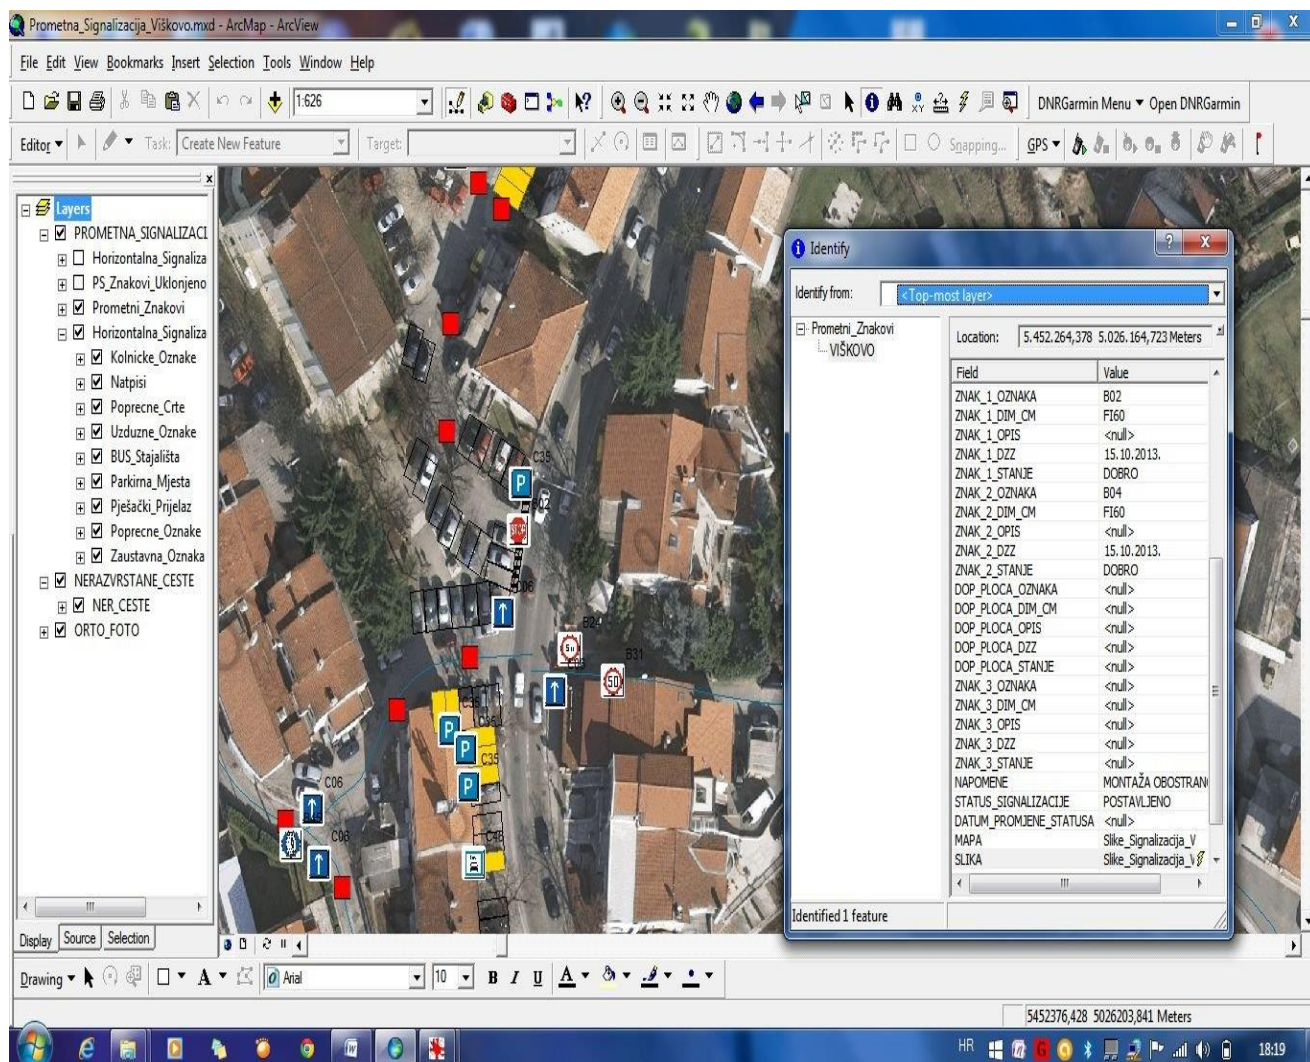 Prometna_Signalizacija_Viškovo.mxd - ArcMap - ArcView
File Edit View Bookmarks Insert Selection Tools Window Help
1:626
DNRGarmin Menu Open DNRGarmin
Editor Task: Create New Feature Target: Snapping... GPS
Layers
PROMETNA_SIGNALIZACI
Horizontalna_Signaliza
PS_Znakovi_Uklonjeno
Prometni_Znakovi
Horizontalna_Signaliza
Kolnicke_Oznake
Natpisi
Poprecne_Crte
Uzduzne_Oznake
BUS_Stajališta
Parkirna_Mjesta
Pješački_Prijelaz
Poprecne_Oznake
Zaustavna_Oznaka
NERAZVRSTANE_CESTE
NER_CESTE
ORTO_FOTO
Display Source Selection
C35
P
B02
STOP
C06
B24
B31
50
C35
P
C35
P
C35
P
C06
C06
Identify
Identify from: <Top-most layer>
Prometni_Znakovi
VIŠKOVO
Location: 5.452.264,378 5.026.164,723 Meters
Field Value
ZNAK_1_OZNAKA B02
ZNAK_1_DIM_CM FI60
ZNAK_1_OPIS <null>
ZNAK_1_DZZ 15.10.2013.
ZNAK_1_STANJE DOBRO
ZNAK_2_OZNAKA B04
ZNAK_2_DIM_CM FI60
ZNAK_2_OPIS <null>
ZNAK_2_DZZ 15.10.2013.
ZNAK_2_STANJE DOBRO
DOP_PLOCA_OZNAKA <null>
DOP_PLOCA_DIM_CM <null>
DOP_PLOCA_OPIS <null>
DOP_PLOCA_DZZ <null>
DOP_PLOCA_STANJE <null>
ZNAK_3_OZNAKA <null>
ZNAK_3_DIM_CM <null>
ZNAK_3_OPIS <null>
ZNAK_3_DZZ <null>
ZNAK_3_STANJE <null>
NAPOMENE MONTAŽA OBOSTRAN
STATUS_SIGNALIZACIJE POSTAVLJENO
DATUM_PROMJENE_STATUSA <null>
MAPA Slike_Signalizacija_V
SLIKA Slike_Signalizacija_V
Identified 1 feature
Drawing A Arial 10 B I U A
5452376,428 5026203,841 Meters
HR 18:19